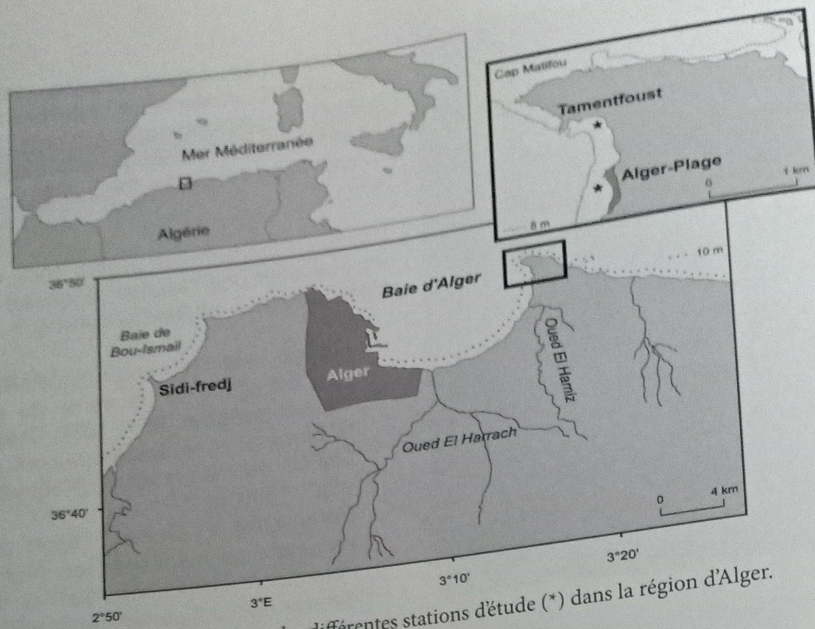 Mer Méditerranée
Algérie
Cap Matifou
Tamentfoust
Alger-Plage
0 1 km
8 m
36°50'
10 m
Baie d'Alger
Baie de
Bou-Ismail
Sidi-fredj
Alger
Oued El Hamiz
Oued El Harrach
36°40'
0 4 km
2°50'
3°E
3°10'
3°20'
différentes stations d'étude (*) dans la région d'Alger.